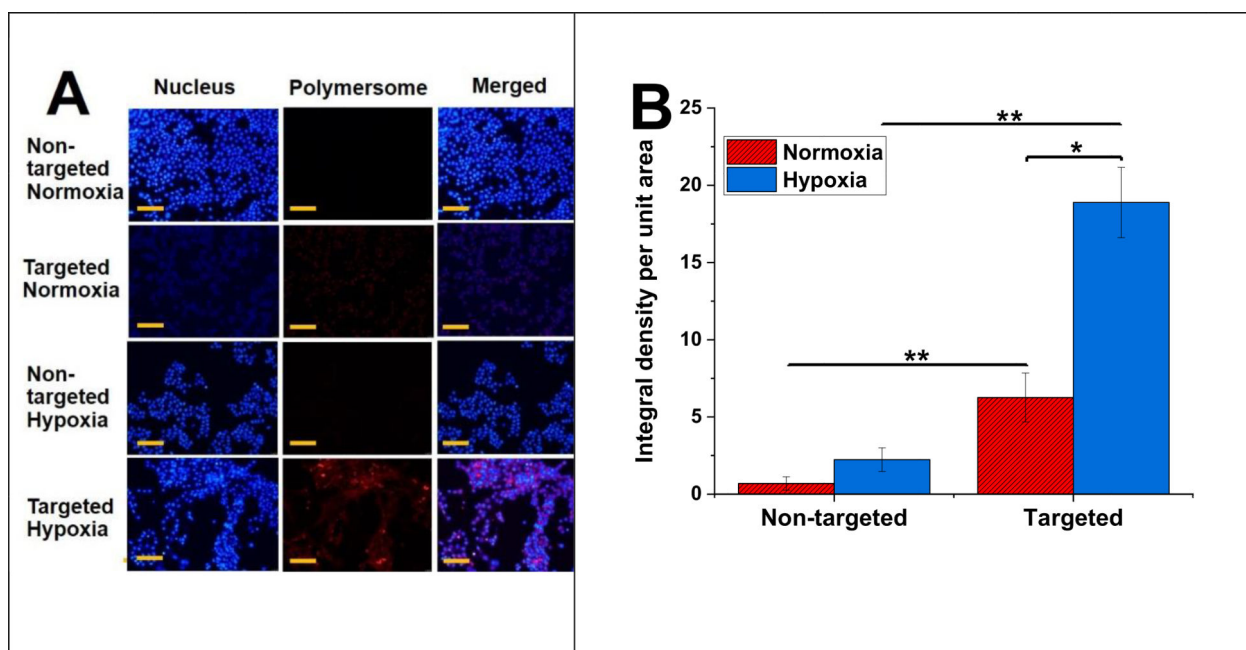 A
Nucleus Polymersome Merged
Non-
targeted
Normoxia
Targeted
Normoxia
Non-
targeted
Hypoxia
Targeted
Hypoxia
B
Integral density per unit area
25
20
15
10
5
0
Normoxia
Hypoxia
**
*
**
Non-targeted Targeted